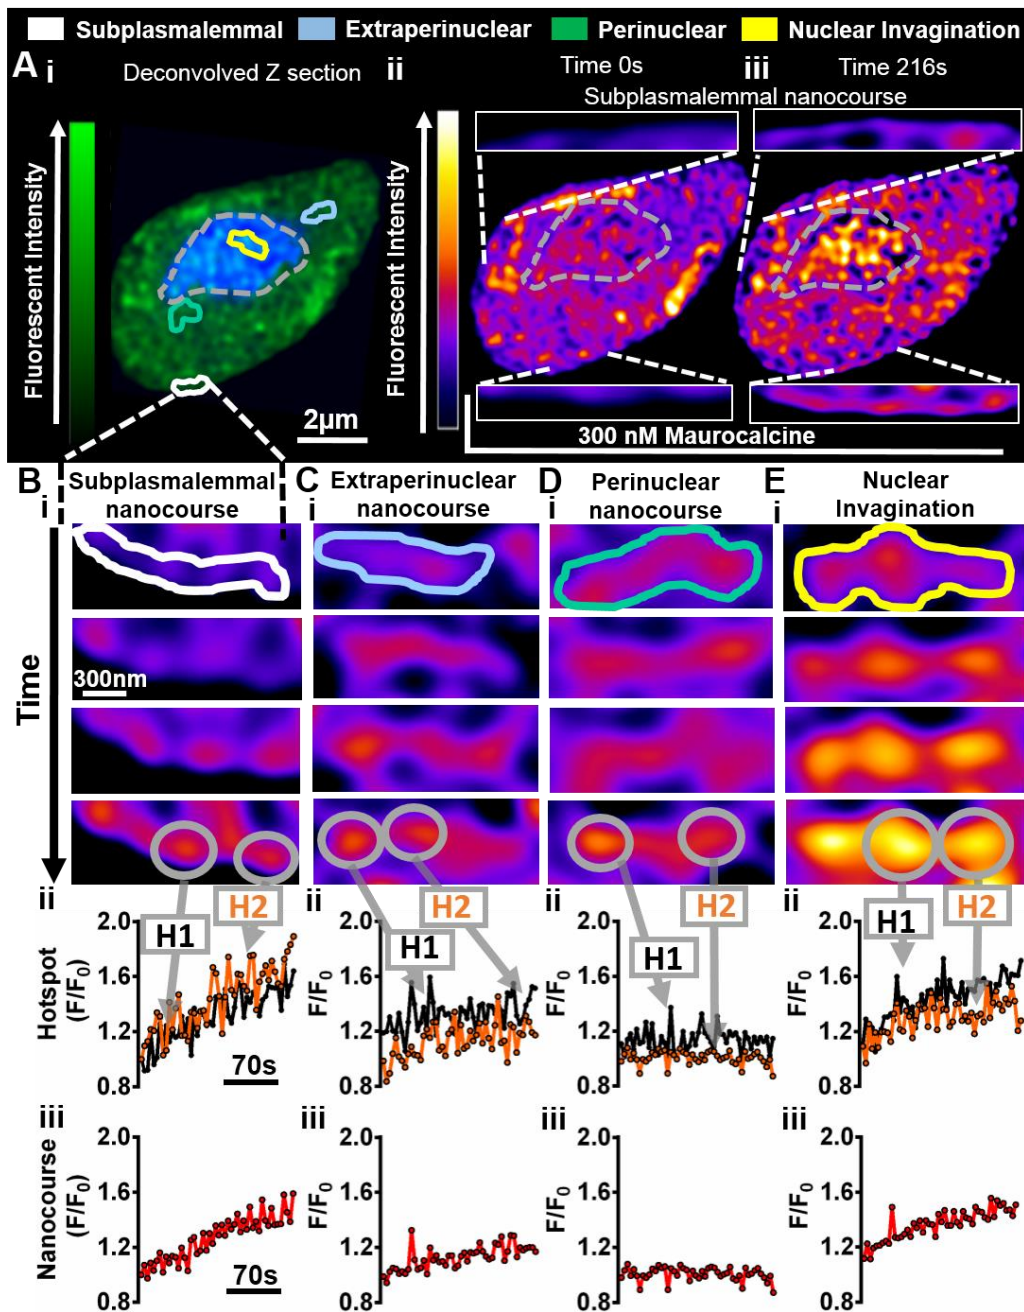 Subplasmalemmal Extraperinuclear Perinuclear Nuclear Invagination
A i Deconvolved Z section ii Time 0s iii Time 216s
Subplasmalemmal nanocourse
Fluorescent Intensity
Fluorescent Intensity
2µm
300 nM Maurocalcine
B i Subplasmalemmal
nanocourse
C i Extraperinuclear
nanocourse
D i Perinuclear
nanocourse
E i Nuclear
Invagination
Time
300nm
ii ii ii ii
H1 H2 H1 H2 H1 H2 H1 H2
Hotspot
(F/F0)
2.0
1.6
1.2
0.8
70s
F/F0
2.0
1.6
1.2
0.8
F/F0
2.0
1.6
1.2
0.8
F/F0
2.0
1.6
1.2
0.8
iii iii iii iii
Nanocourse
(F/F0)
2.0
1.6
1.2
0.8
70s
F/F0
2.0
1.6
1.2
0.8
F/F0
2.0
1.6
1.2
0.8
F/F0
2.0
1.6
1.2
0.8